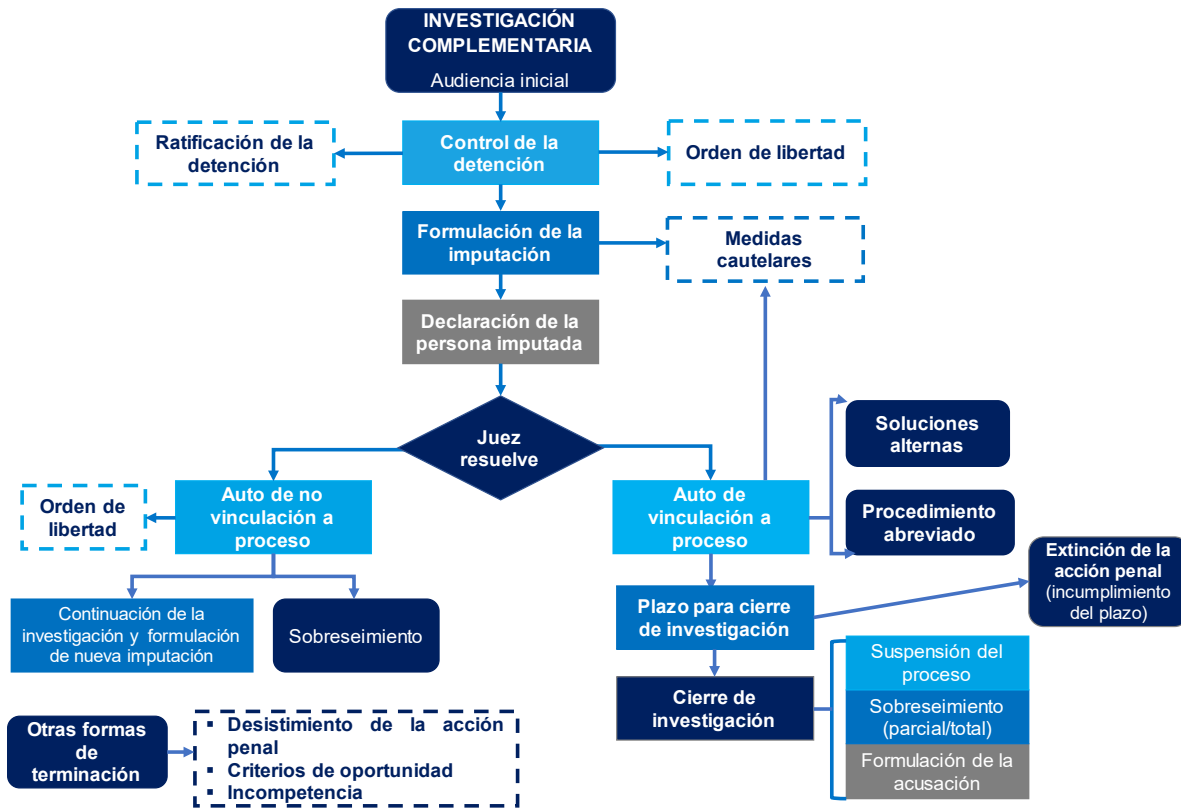 INVESTIGACIÓN
COMPLEMENTARIA
Audiencia inicial
Ratificación de la
detención
Control de la
detención
Orden de libertad
Formulación de la
imputación
Medidas
cautelares
Declaración de la
persona imputada
Juez
resuelve
Soluciones
alternas
Orden de
libertad
Auto de no
vinculación a
proceso
Auto de
vinculación a
proceso
Procedimiento
abreviado
Extinción de la
acción penal
(incumplimiento
del plazo)
Continuación de la
investigación y formulación
de nueva imputación
Sobreseimiento
Plazo para cierre
de investigación
Cierre de
investigación
Suspensión del
proceso
Sobreseimiento
(parcial/total)
Formulación de la
acusación
Otras formas
de
terminación
▪ Desistimiento de la acción
penal
▪ Criterios de oportunidad
▪ Incompetencia